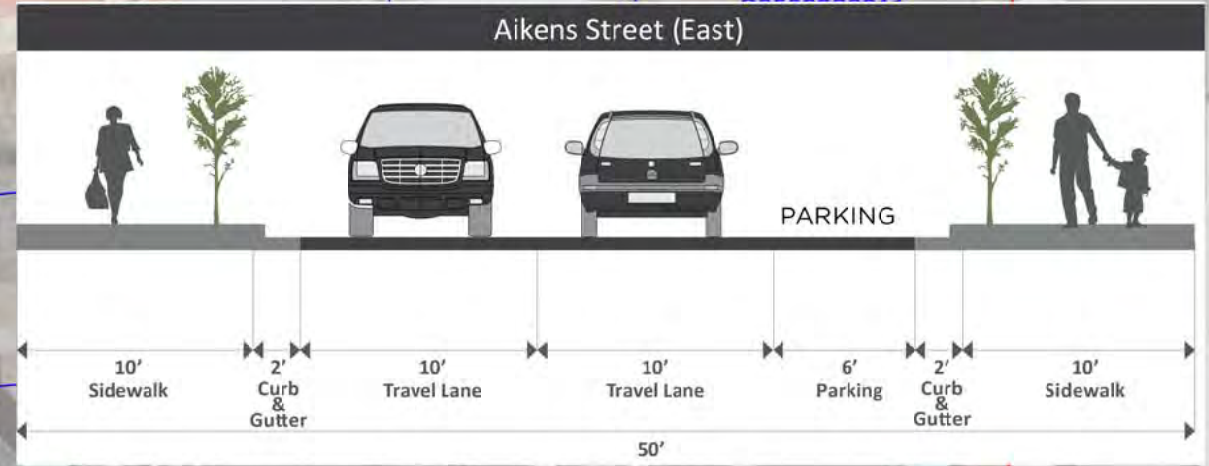 Aikens Street (East)
PARKING
10’ 2’ 10’ 10’ 6’ 2’ 10’
Sidewalk Curb Travel Lane Travel Lane Parking Curb Sidewalk
& &
Gutter Gutter
50’